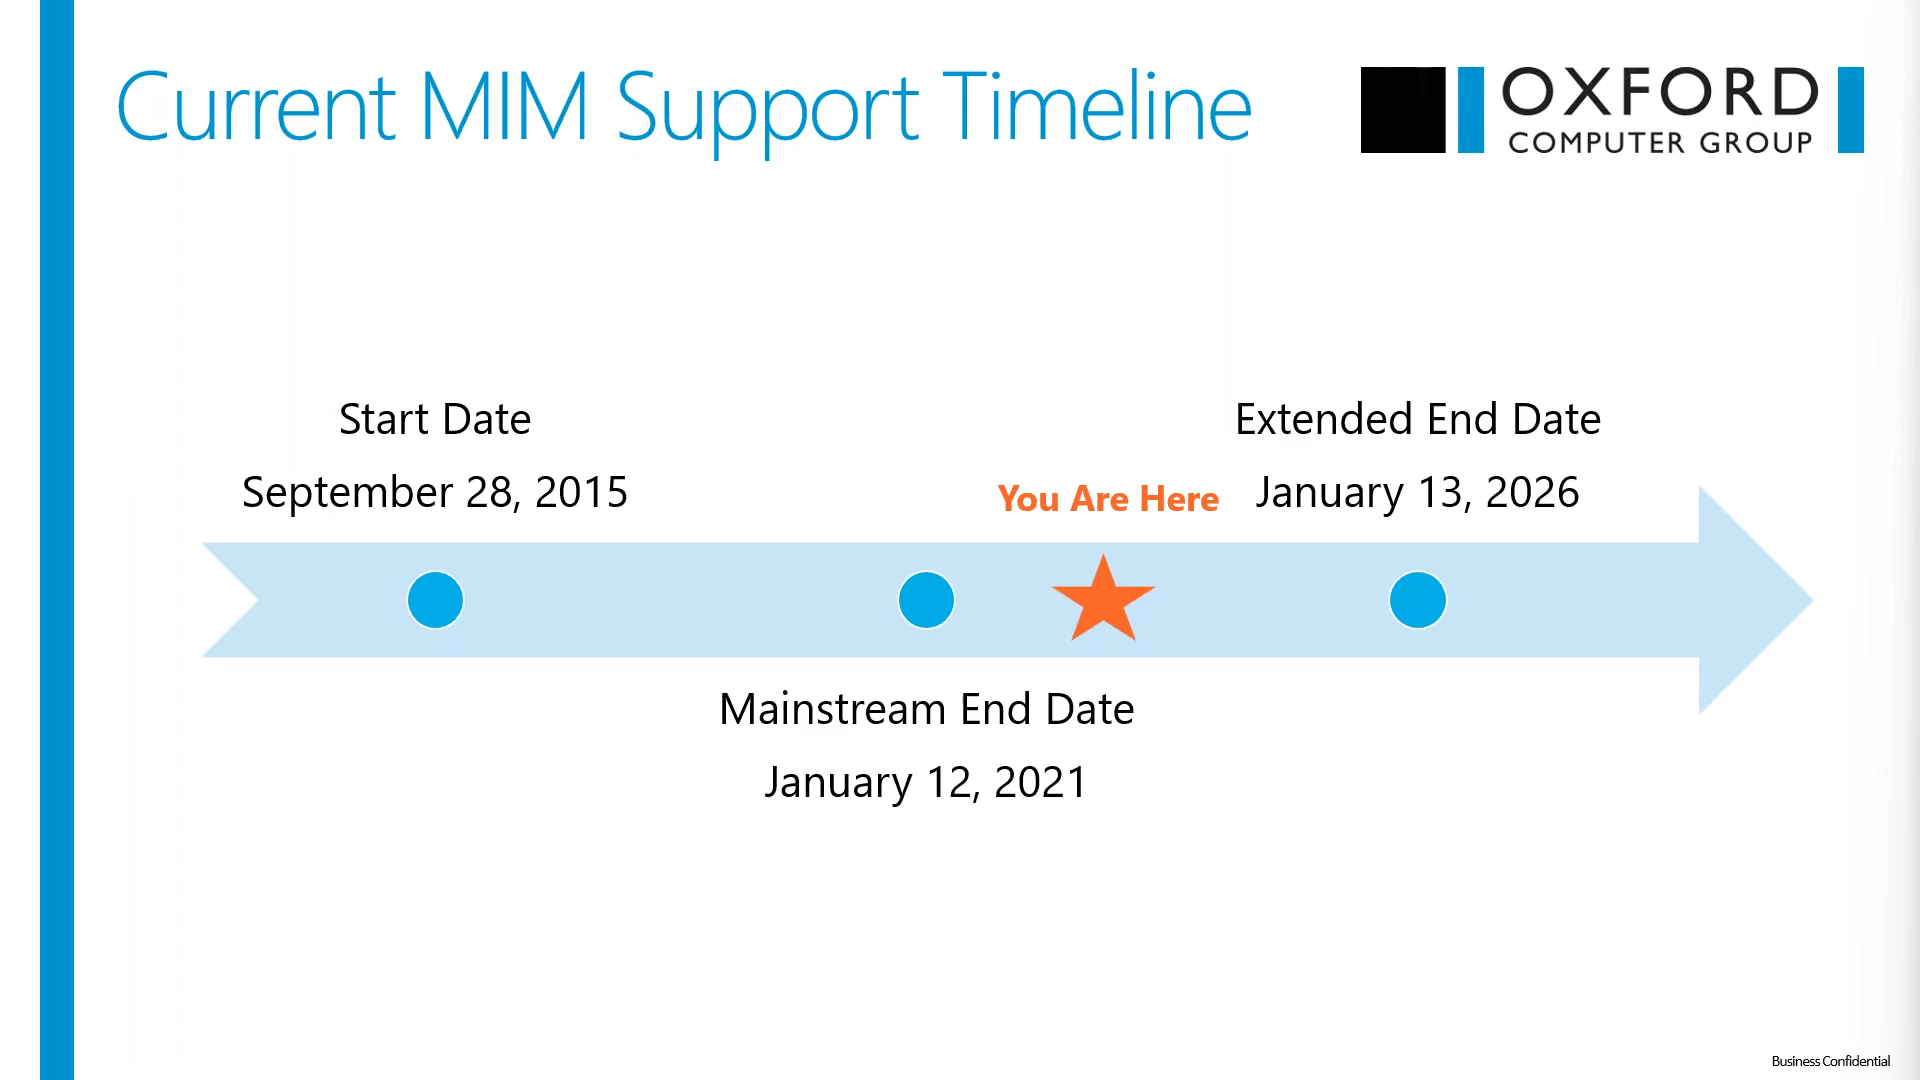 Current MIM Support Timeline
OXFORD
COMPUTER GROUP
Start Date
September 28, 2015
You Are Here
Extended End Date
January 13, 2026
Mainstream End Date
January 12, 2021
Business Confidential